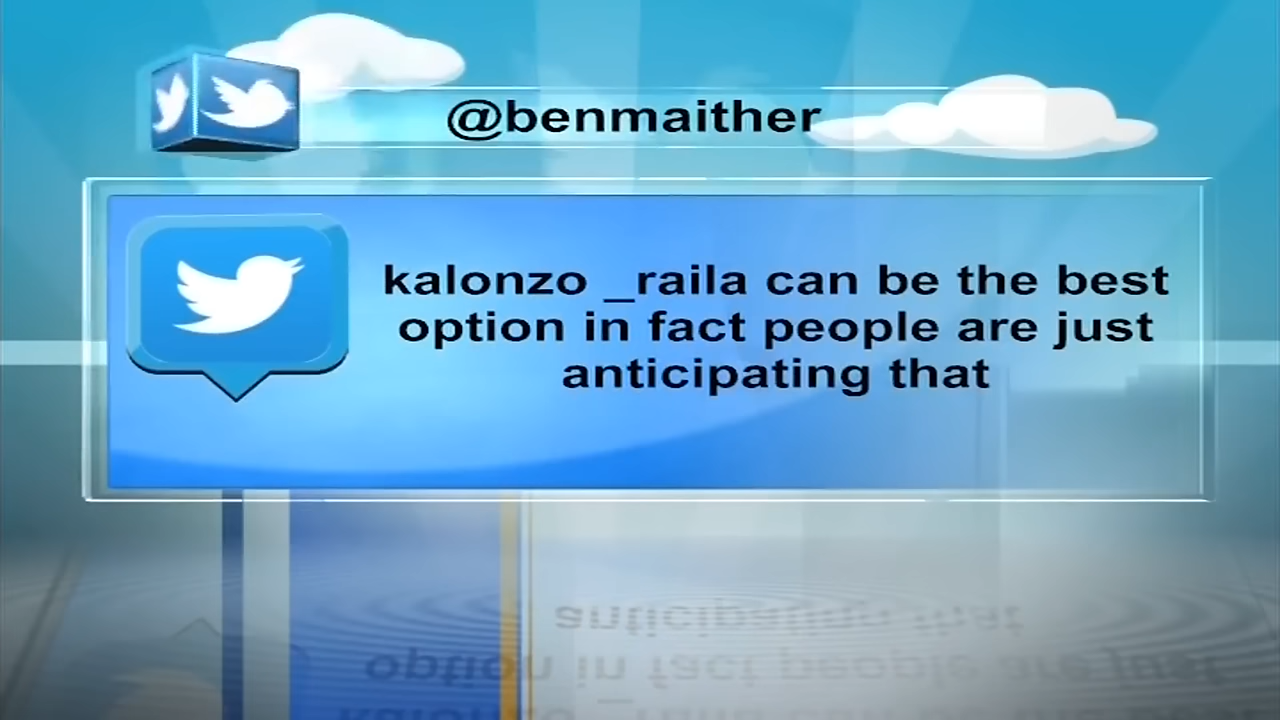 @benmaither
kalonzo _raila can be the best
option in fact people are just
anticipating that